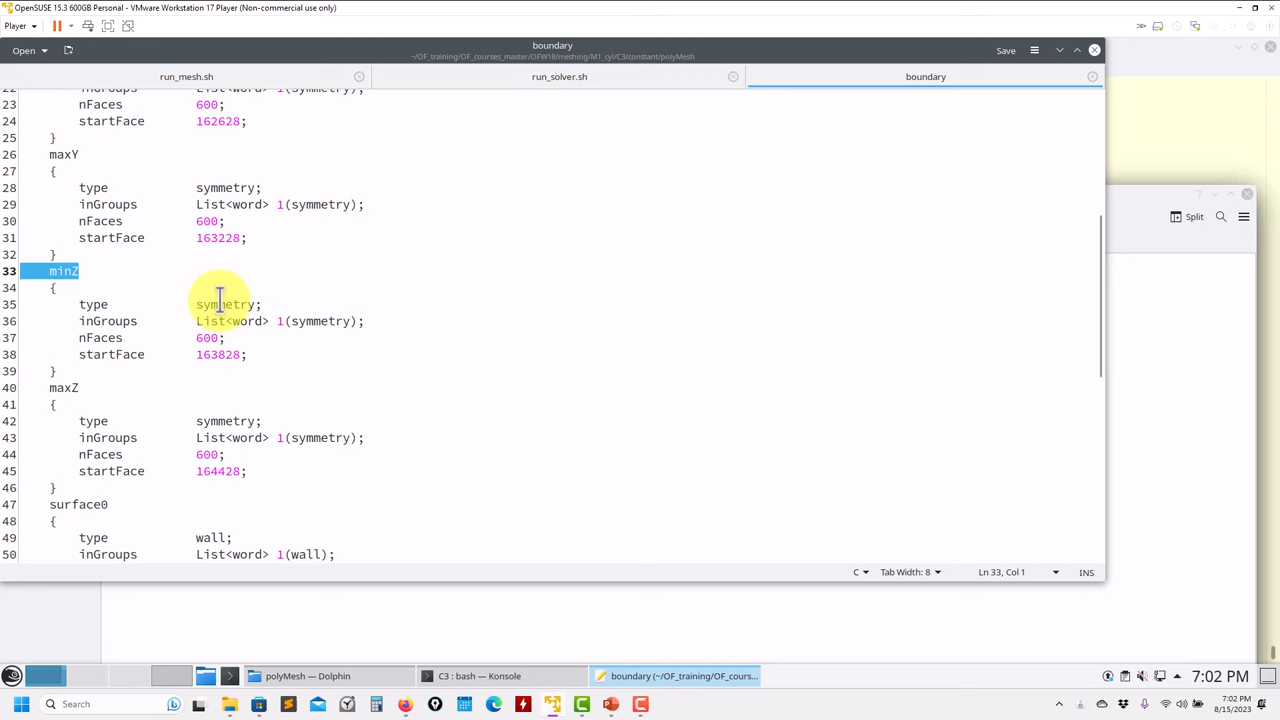 OpenSUSE 15.3 600GB Personal - VMware Workstation 17 Player (Non-commercial use only)
Player
Open
boundary
~/OF_training/OF_courses_master/OFW18/meshing/M1_cyl/C3/constant/polyMesh
Save
run_mesh.sh
run_solver.sh
boundary
22 inGroups List<word> 1(symmetry);
23 nFaces 600;
24 startFace 162628;
25 }
26 maxY
27 {
28 type symmetry;
29 inGroups List<word> 1(symmetry);
30 nFaces 600;
31 startFace 163228;
32 }
33 minZ
34 {
35 type symmetry;
36 inGroups List<word> 1(symmetry);
37 nFaces 600;
38 startFace 163828;
39 }
40 maxZ
41 {
42 type symmetry;
43 inGroups List<word> 1(symmetry);
44 nFaces 600;
45 startFace 164428;
46 }
47 surface0
48 {
49 type wall;
50 inGroups List<word> 1(wall);
Split
C
Tab Width: 8
Ln 33, Col 1
INS
polyMesh — Dolphin
C3 : bash — Konsole
boundary (~/OF_training/OF_cours...
7:02 PM
Search
7:02 PM
8/15/2023